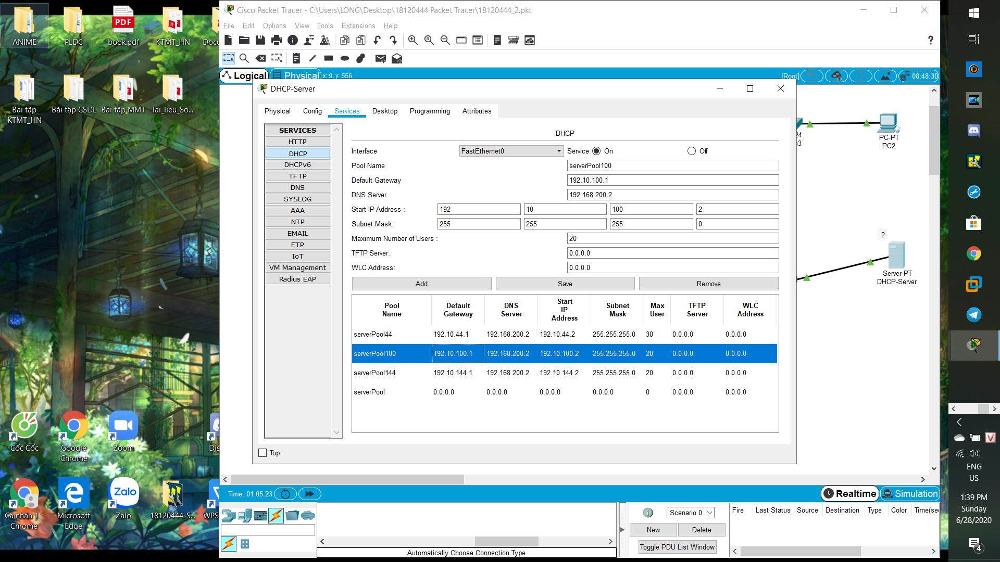 ANIME
PLDC
book.pdf
KTMT_HN
Docu
Bài tập KTMT_HN
Bài tập CSDL
Bài tập MMT
Tai_lieu_So...
Cốc Cốc
Google Chrome
Zoom
Dis
Cá nhân 1 - Chrome
Microsoft Edge
Zalo
18120444_S...
WPS
Cisco Packet Tracer - C:\Users\LONG\Desktop\18120444 Packet Tracer\18120444_2.pkt
File Edit Options View Tools Extensions Help
Logical Physical x: 9, y: 556 [Root] 08:48:30
DHCP-Server
Physical Config Services Desktop Programming Attributes
SERVICES
HTTP
DHCP
DHCPv6
TFTP
DNS
SYSLOG
AAA
NTP
EMAIL
FTP
IoT
VM Management
Radius EAP
DHCP
Interface FastEthernet0 Service On Off
Pool Name serverPool100
Default Gateway 192.10.100.1
DNS Server 192.168.200.2
Start IP Address : 192 10 100 2
Subnet Mask: 255 255 255 0
Maximum Number of Users : 20
TFTP Server: 0.0.0.0
WLC Address: 0.0.0.0
Add Save Remove
Pool Name Default Gateway DNS Server Start IP Address Subnet Mask Max User TFTP Server WLC Address
serverPool44 192.10.44.1 192.168.200.2 192.10.44.2 255.255.255.0 30 0.0.0.0 0.0.0.0
serverPool100 192.10.100.1 192.168.200.2 192.10.100.2 255.255.255.0 20 0.0.0.0 0.0.0.0
serverPool144 192.10.144.1 192.168.200.2 192.10.144.2 255.255.255.0 20 0.0.0.0 0.0.0.0
serverPool 0.0.0.0 0.0.0.0 0.0.0.0 0.0.0.0 0 0.0.0.0 0.0.0.0
Top
24
3
PC-PT
PC2
.2
Server-PT
DHCP-Server
Time: 01:05:23
Realtime Simulation
Automatically Choose Connection Type
Scenario 0
New Delete
Toggle PDU List Window
Fire Last Status Source Destination Type Color Time(sec
ENG
US
1:39 PM
Sunday
6/28/2020
4